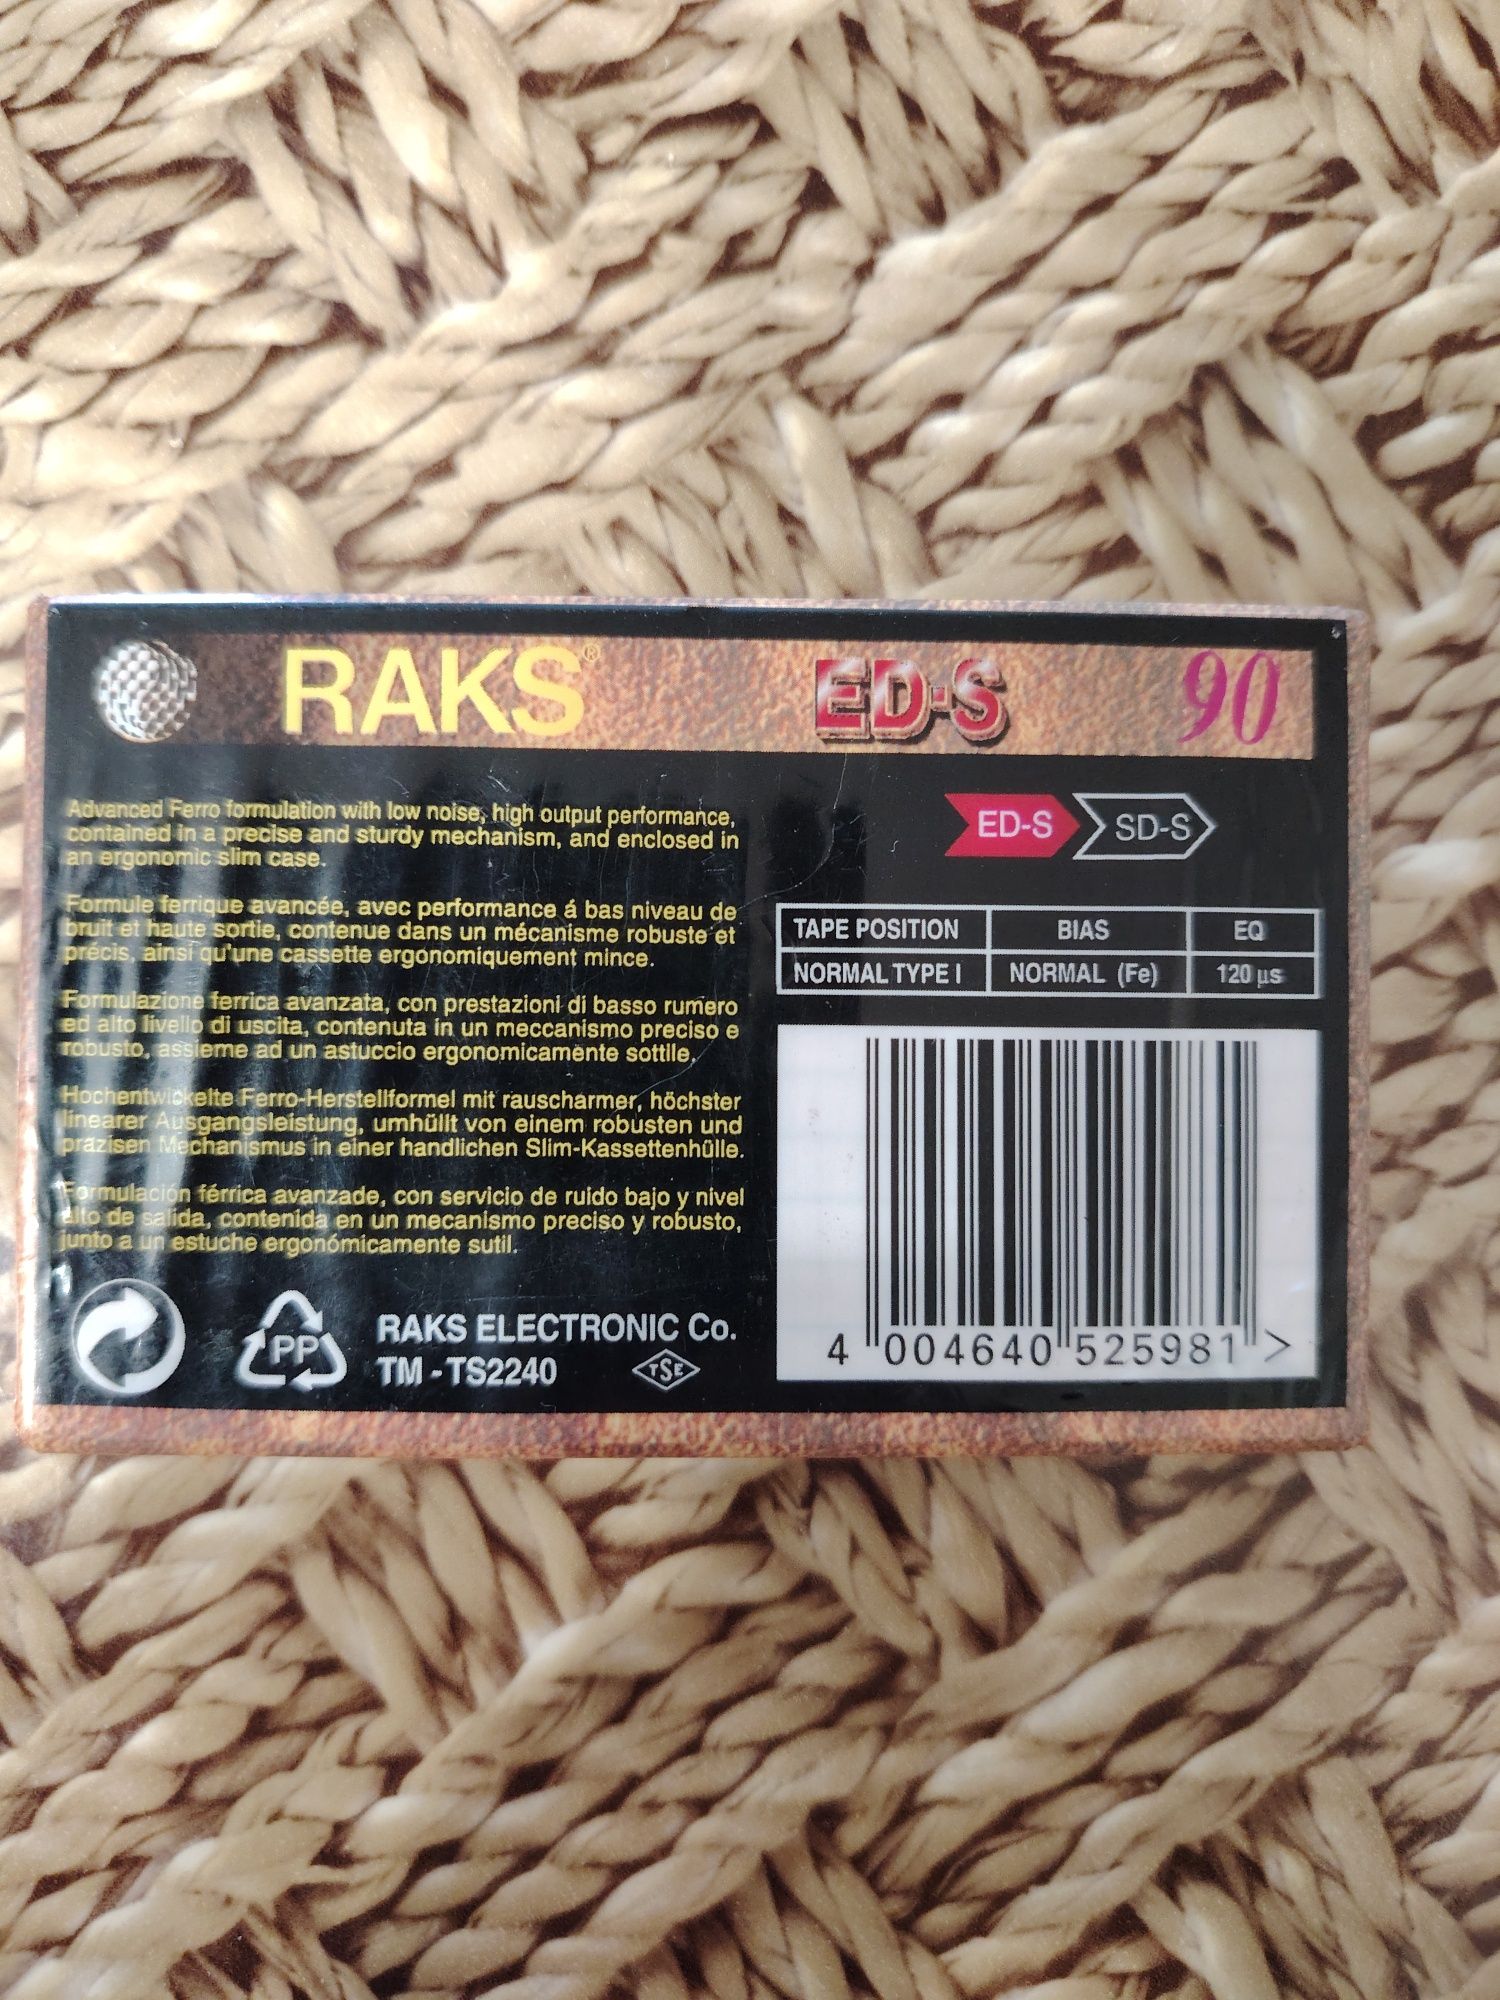 RAKS® ED-S 90
Advanced Ferro formulation with low noise, high output performance,
contained in a precise and sturdy mechanism, and enclosed in
an ergonomic slim case.
Formule ferrique avancée, avec performance á bas niveau de
bruit et haute sortie, contenue dans un mécanisme robuste et
précis, ainsi qu'une cassette ergonomiquement mince.
Formulazione ferrica avanzata, con prestazioni di basso rumero
ed alto livello di uscita, contenuta in un meccanismo preciso e
robusto, assieme ad un astuccio ergonomicamente sottile.
Hochentwickelte Ferro-Herstellformel mit rauscharmer, höchster
linearer Ausgangsleistung, umhüllt von einem robusten und
präzisen Mechanismus in einer handlichen Slim-Kassettenhülle.
Formulación férrica avanzade, con servicio de ruido bajo y nivel
alto de salida, contenida en un mecanismo preciso y robusto,
junto a un estuche ergonómicamente sutil.
PP
RAKS ELECTRONIC Co.
TM - TS2240
TSE
ED-S SD-S
TAPE POSITION BIAS EQ
NORMAL TYPE I NORMAL (Fe) 120 µs
4 004640 525981 >